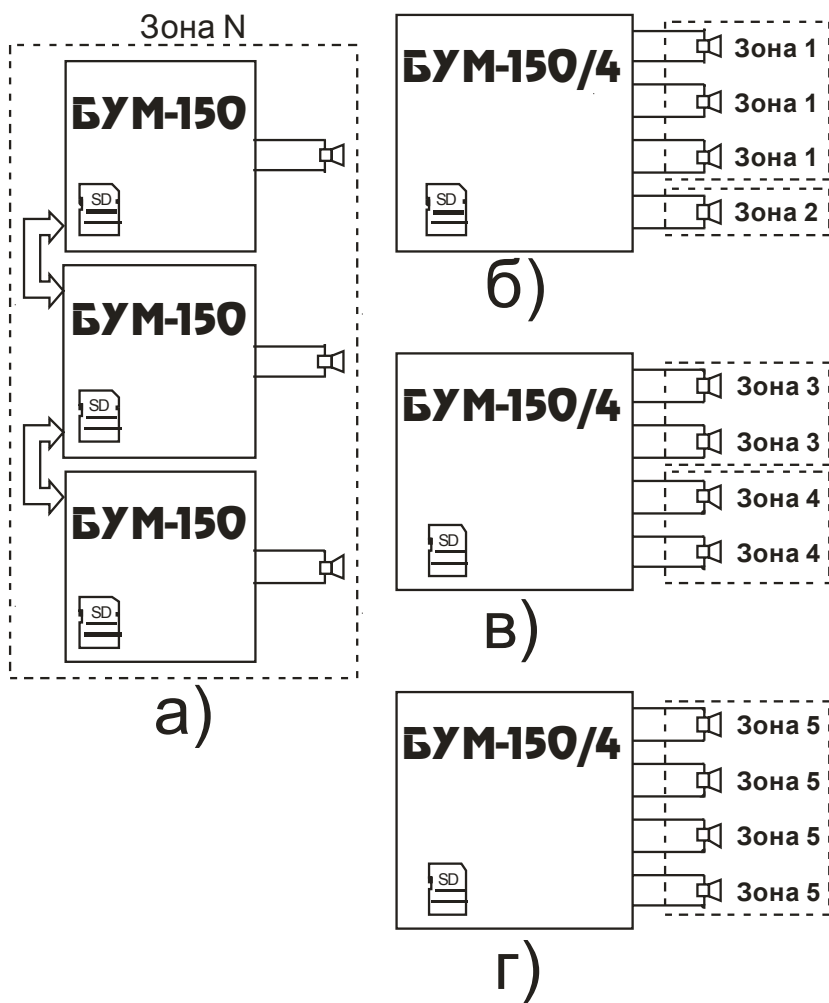 Зона N
БУМ-150
SD
БУМ-150
SD
БУМ-150
SD
а)
БУМ-150/4
SD
Зона 1
Зона 1
Зона 1
Зона 2
б)
БУМ-150/4
SD
Зона 3
Зона 3
Зона 4
Зона 4
в)
БУМ-150/4
SD
Зона 5
Зона 5
Зона 5
Зона 5
г)